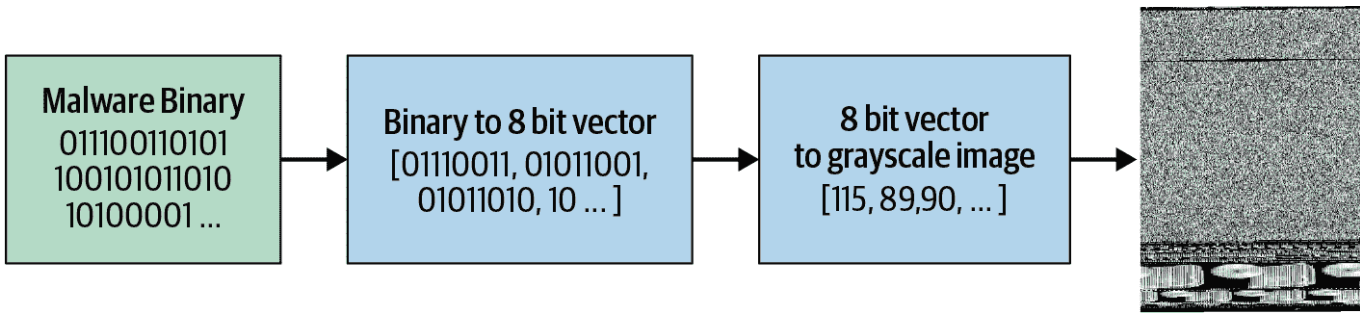 Malware Binary
011100110101
100101011010
10100001 ...
Binary to 8 bit vector
[01110011, 01011001,
01011010, 10 ... ]
8 bit vector
to grayscale image
[115, 89,90, ... ]